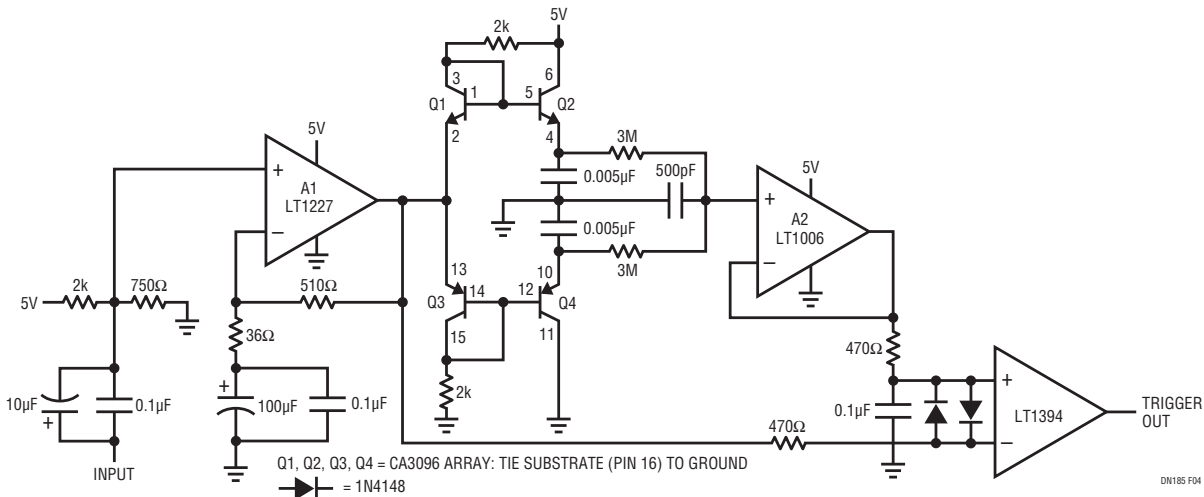 5V
2k
3
6
1
5
Q1
Q2
2
4
5V
3M
+
A1
LT1227
–
0.005µF
500pF
5V
+
A2
LT1006
–
0.005µF
3M
13
10
14
12
Q3
Q4
15
11
2k
5V
2k
750Ω
510Ω
36Ω
10µF
+
0.1µF
INPUT
+
100µF
0.1µF
470Ω
0.1µF
470Ω
+
LT1394
–
TRIGGER
OUT
Q1, Q2, Q3, Q4 = CA3096 ARRAY: TIE SUBSTRATE (PIN 16) TO GROUND
= 1N4148
DN185 F04